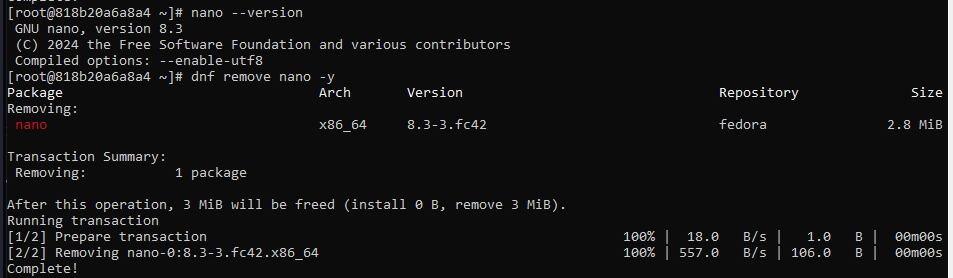 [root@818b20a6a8a4 ~]# nano --version
GNU nano, version 8.3
(C) 2024 the Free Software Foundation and various contributors
Compiled options: --enable-utf8
[root@818b20a6a8a4 ~]# dnf remove nano -y
Package Arch Version Repository Size
Removing:
nano x86_64 8.3-3.fc42 fedora 2.8 MiB
Transaction Summary:
Removing: 1 package
After this operation, 3 MiB will be freed (install 0 B, remove 3 MiB).
Running transaction
[1/2] Prepare transaction 100% | 18.0 B/s | 1.0 B | 00m00s
[2/2] Removing nano-0:8.3-3.fc42.x86_64 100% | 557.0 B/s | 106.0 B | 00m00s
Complete!